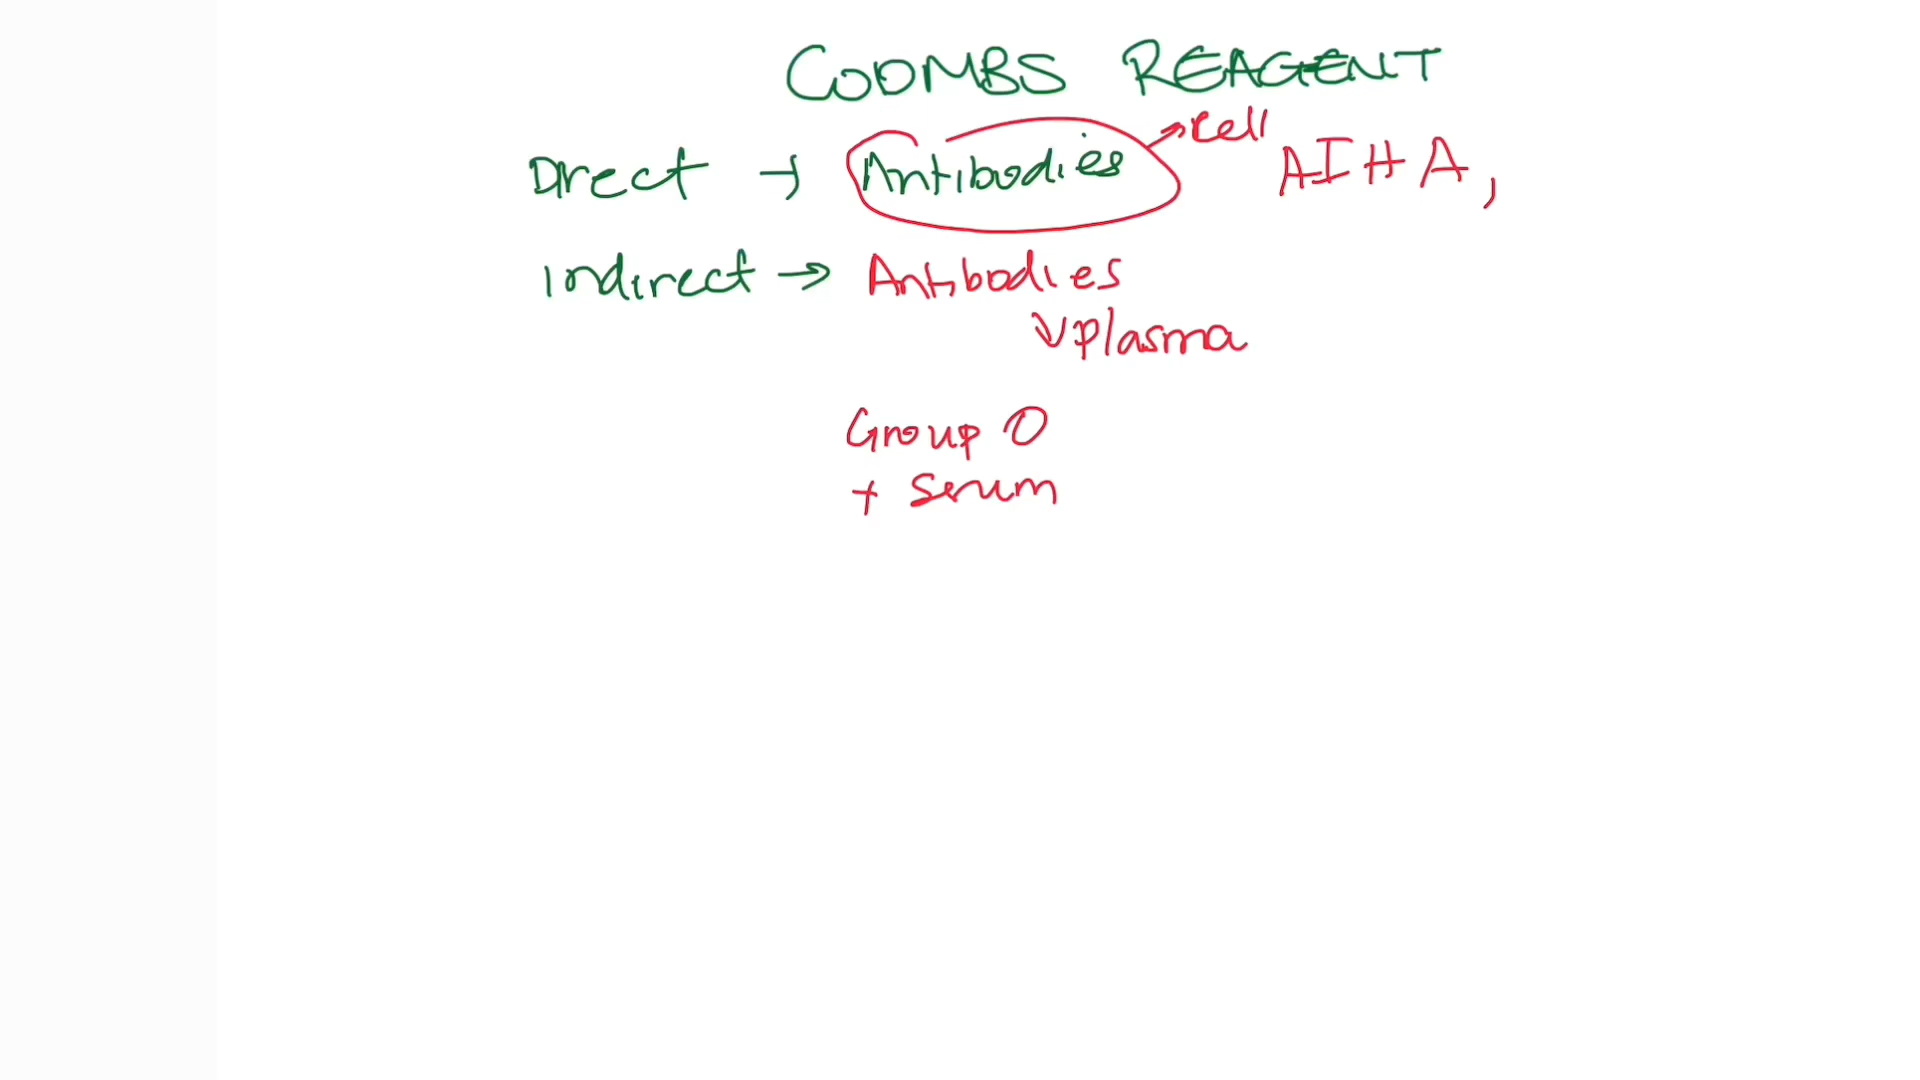 COOMBS REAGENT
Direct → Antibodies → cell AIHA,
Indirect → Antibodies
↓ plasma
Group O
+ Serum